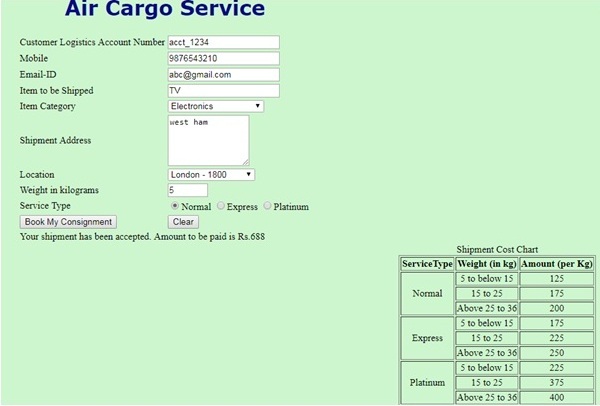 Air Cargo Service
Customer Logistics Account Number acct_1234
Mobile 9876543210
Email-ID abc@gmail.com
Item to be Shipped TV
Item Category Electronics
Shipment Address west ham
Location London - 1800
Weight in kilograms 5
Service Type Normal Express Platinum
Book My Consignment Clear
Your shipment has been accepted. Amount to be paid is Rs.688
Shipment Cost Chart
ServiceType Weight (in kg) Amount (per Kg)
Normal 5 to below 15 125
15 to 25 175
Above 25 to 36 200
Express 5 to below 15 175
15 to 25 225
Above 25 to 36 250
Platinum 5 to below 15 225
15 to 25 375
Above 25 to 36 400